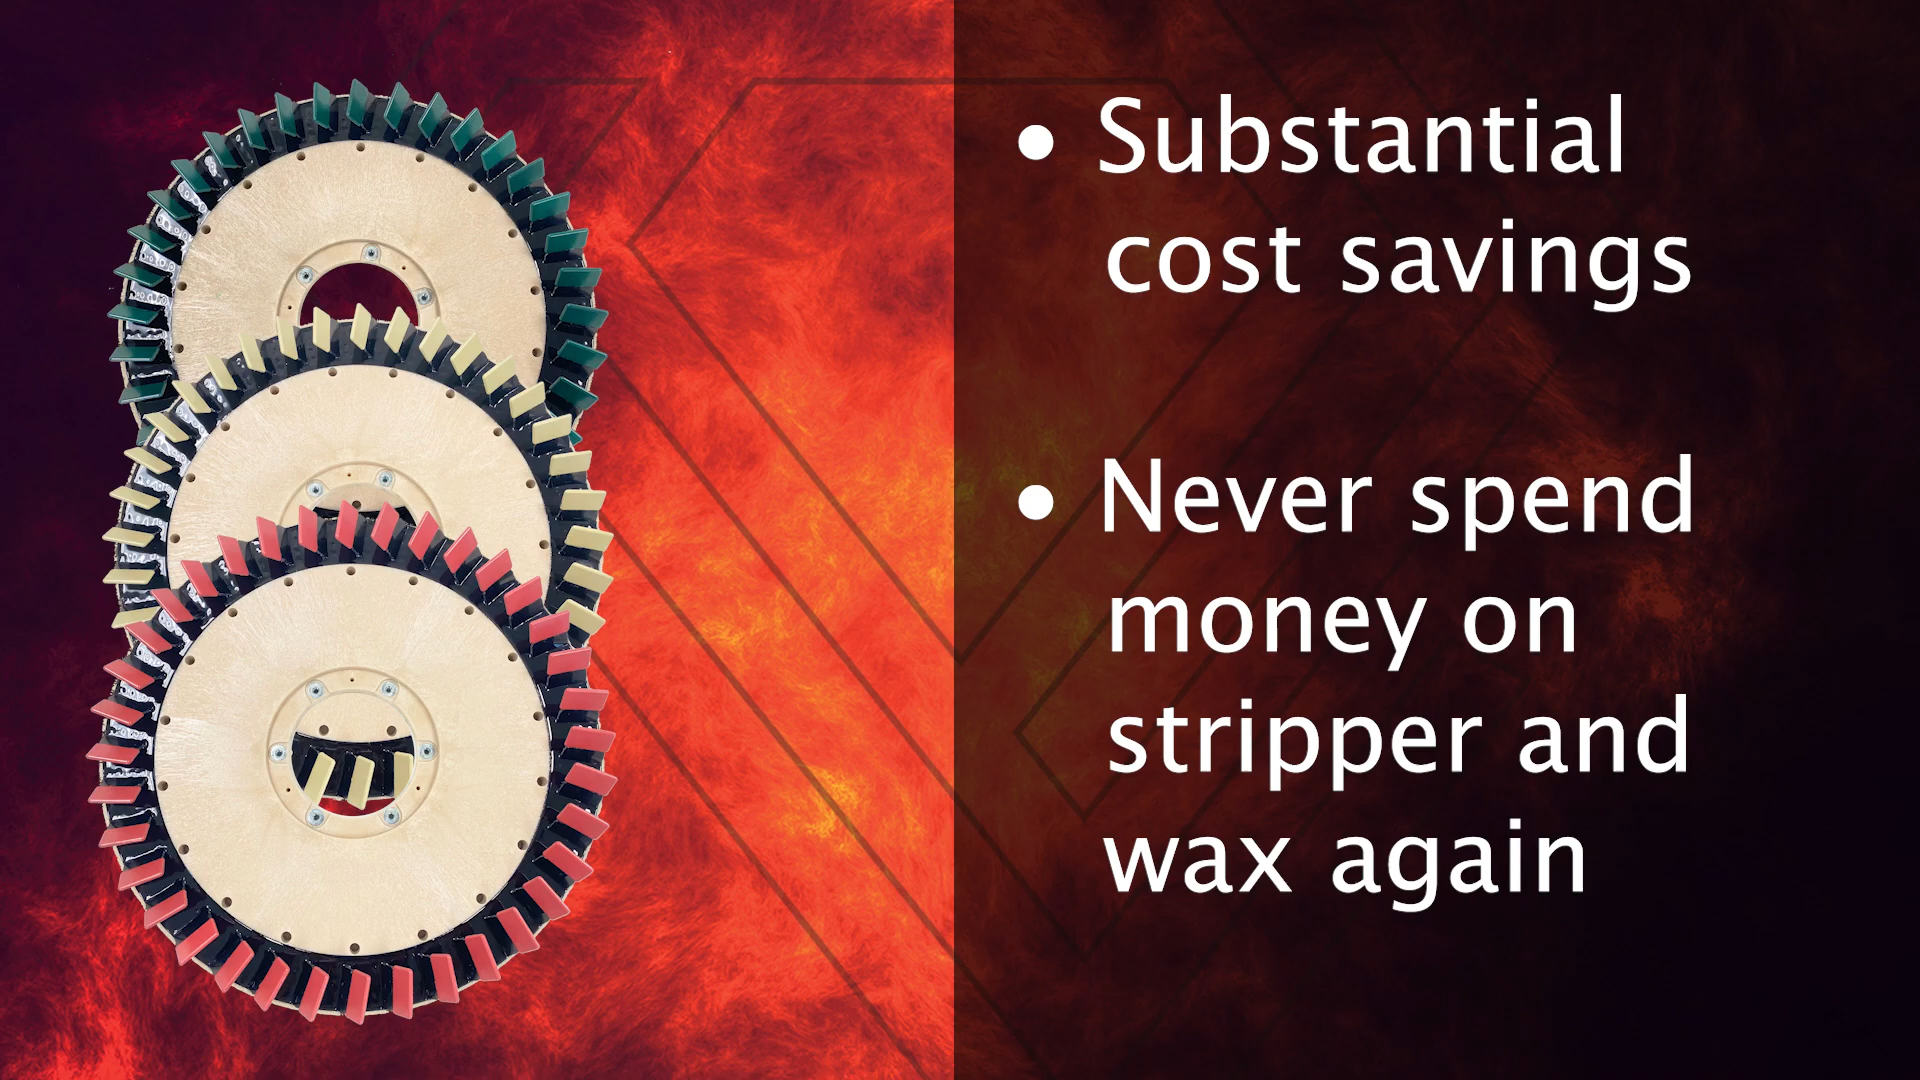 • Substantial
cost savings
• Never spend
money on
stripper and
wax again